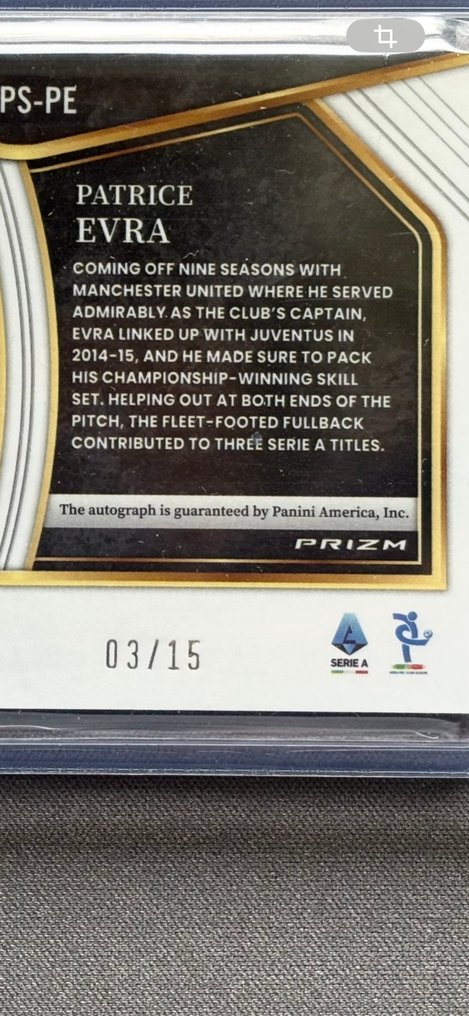 PS-PE
PATRICE
EVRA
COMING OFF NINE SEASONS WITH
MANCHESTER UNITED WHERE HE SERVED
ADMIRABLY AS THE CLUB'S CAPTAIN,
EVRA LINKED UP WITH JUVENTUS IN
2014-15, AND HE MADE SURE TO PACK
HIS CHAMPIONSHIP-WINNING SKILL
SET. HELPING OUT AT BOTH ENDS OF THE
PITCH, THE FLEET-FOOTED FULLBACK
CONTRIBUTED TO THREE SERIE A TITLES.
The autograph is guaranteed by Panini America, Inc.
PRIZM
03/15
SERIE A